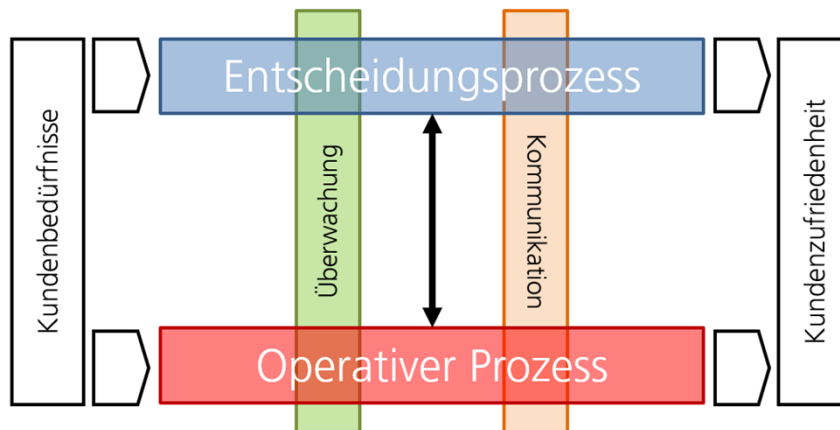 Kundenbedürfnisse
Entscheidungsprozess
Überwachung
Kommunikation
Operativer Prozess
Kundenzufriedenheit